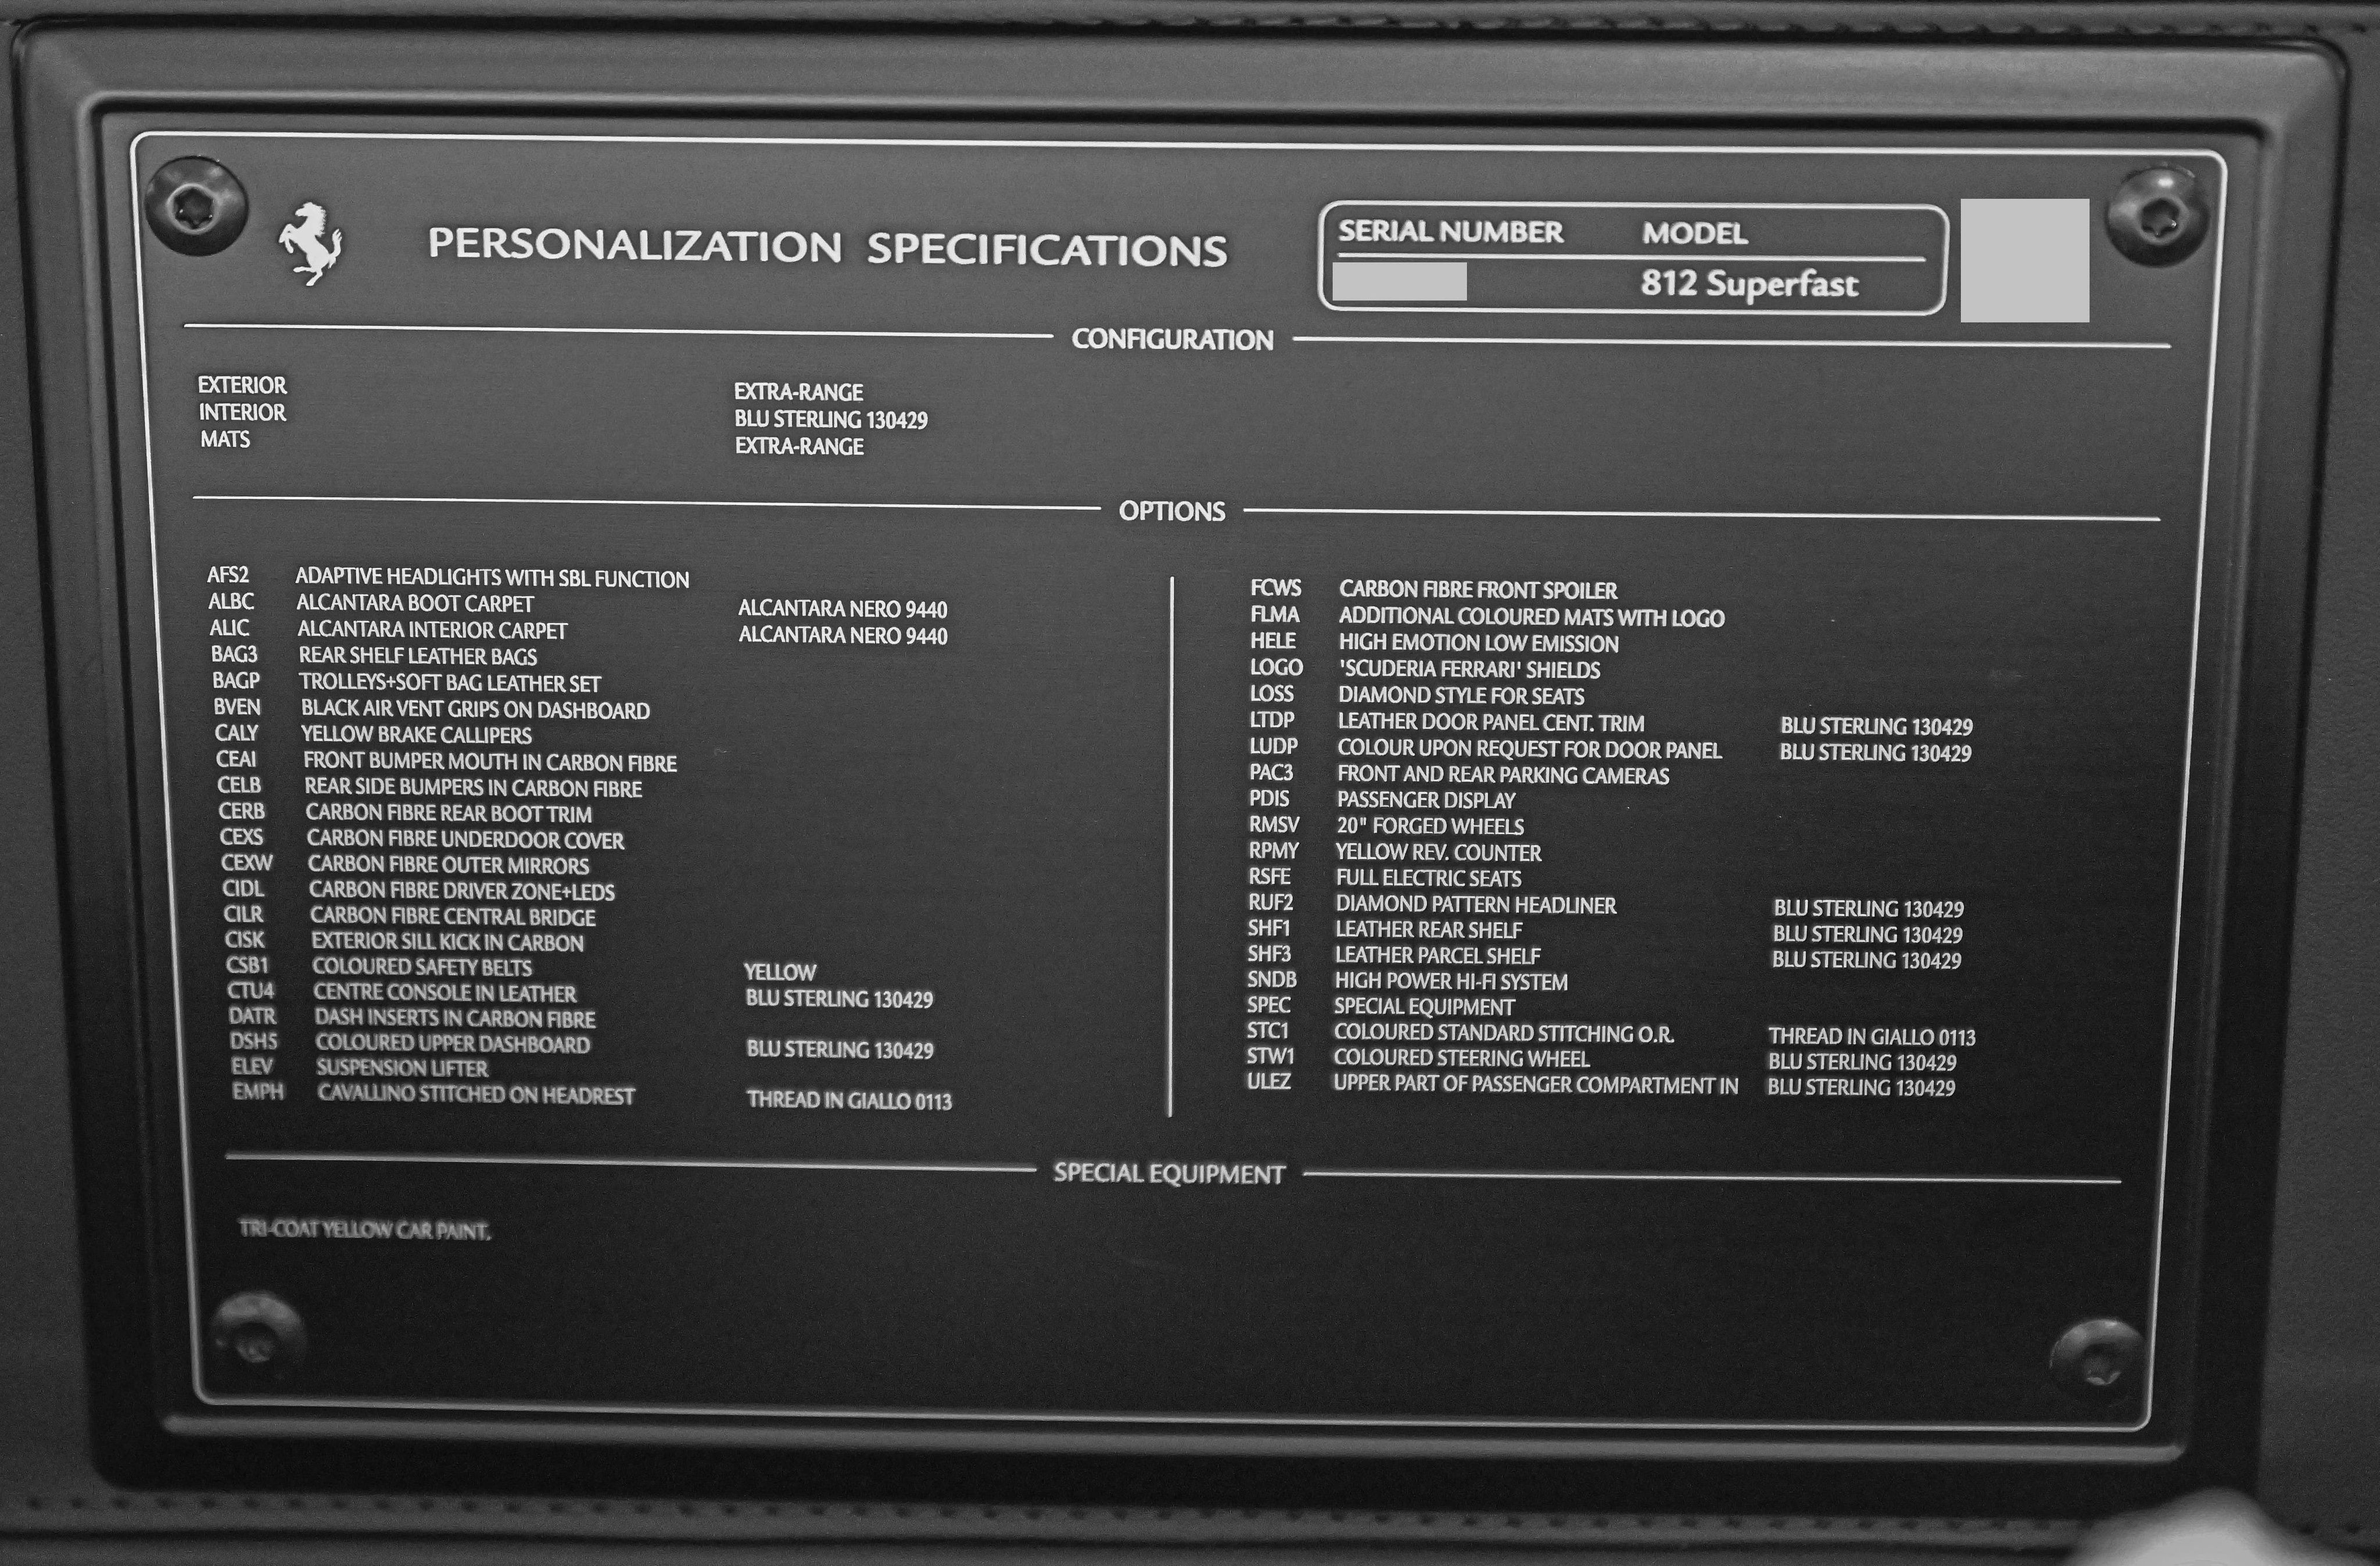 PERSONALIZATION SPECIFICATIONS
SERIAL NUMBER MODEL
812 Superfast
CONFIGURATION
EXTERIOR EXTRA-RANGE
INTERIOR BLU STERLING 130429
MATS EXTRA-RANGE
OPTIONS
AFS2 ADAPTIVE HEADLIGHTS WITH SBL FUNCTION
ALBC ALCANTARA BOOT CARPET ALCANTARA NERO 9440
ALIC ALCANTARA INTERIOR CARPET ALCANTARA NERO 9440
BAG3 REAR SHELF LEATHER BAGS
BAGP TROLLEYS+SOFT BAG LEATHER SET
BVEN BLACK AIR VENT GRIPS ON DASHBOARD
CALY YELLOW BRAKE CALLIPERS
CEAI FRONT BUMPER MOUTH IN CARBON FIBRE
CELB REAR SIDE BUMPERS IN CARBON FIBRE
CERB CARBON FIBRE REAR BOOT TRIM
CEXS CARBON FIBRE UNDERDOOR COVER
CEXW CARBON FIBRE OUTER MIRRORS
CIDL CARBON FIBRE DRIVER ZONE+LEDS
CILR CARBON FIBRE CENTRAL BRIDGE
CISK EXTERIOR SILL KICK IN CARBON
CSB1 COLOURED SAFETY BELTS YELLOW
CTU4 CENTRE CONSOLE IN LEATHER BLU STERLING 130429
DATR DASH INSERTS IN CARBON FIBRE
DSH5 COLOURED UPPER DASHBOARD BLU STERLING 130429
ELEV SUSPENSION LIFTER
EMPH CAVALLINO STITCHED ON HEADREST THREAD IN GIALLO 0113
FCWS CARBON FIBRE FRONT SPOILER
FLMA ADDITIONAL COLOURED MATS WITH LOGO
HELE HIGH EMOTION LOW EMISSION
LOGO 'SCUDERIA FERRARI' SHIELDS
LOSS DIAMOND STYLE FOR SEATS
LTDP LEATHER DOOR PANEL CENT. TRIM BLU STERLING 130429
LUDP COLOUR UPON REQUEST FOR DOOR PANEL BLU STERLING 130429
PAC3 FRONT AND REAR PARKING CAMERAS
PDIS PASSENGER DISPLAY
RMSV 20" FORGED WHEELS
RPMY YELLOW REV. COUNTER
RSFE FULL ELECTRIC SEATS
RUF2 DIAMOND PATTERN HEADLINER BLU STERLING 130429
SHF1 LEATHER REAR SHELF BLU STERLING 130429
SHF3 LEATHER PARCEL SHELF BLU STERLING 130429
SNDB HIGH POWER HI-FI SYSTEM
SPEC SPECIAL EQUIPMENT
STC1 COLOURED STANDARD STITCHING O.R. THREAD IN GIALLO 0113
STW1 COLOURED STEERING WHEEL BLU STERLING 130429
ULEZ UPPER PART OF PASSENGER COMPARTMENT IN BLU STERLING 130429
SPECIAL EQUIPMENT
TRI-COAT YELLOW CAR PAINT.